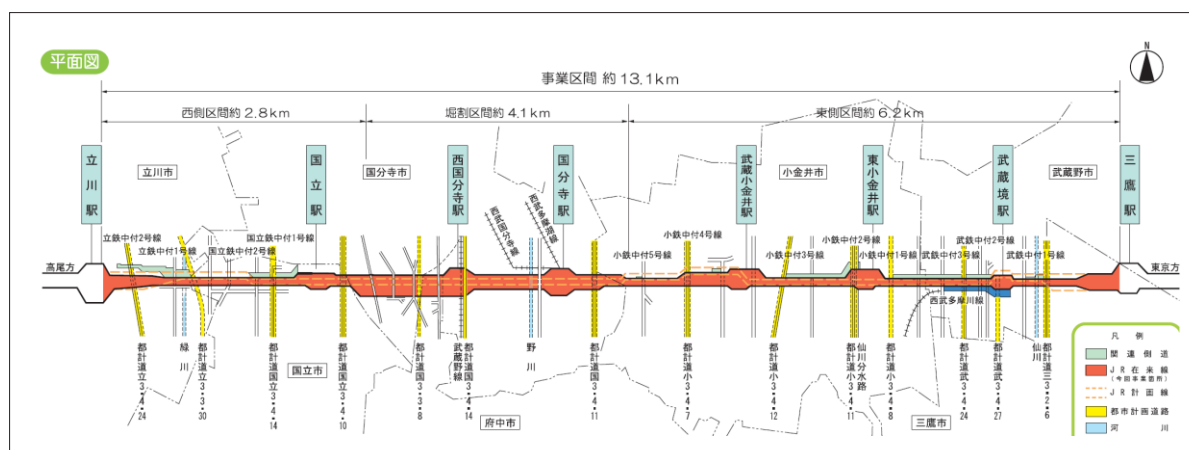 平面図
N
事業区間 約13.1km
西側区間約2.8km
堀割区間約4.1km
東側区間約6.2km
立川駅
立川市
国立駅
国分寺市
西国分寺駅
国分寺駅
武蔵小金井駅
小金井市
東小金井駅
武蔵境駅
武蔵野市
三鷹駅
西武国分寺線
西武多摩湖線
立鉄中付2号線
立鉄中付1号線
国立鉄中付2号線
国立鉄中付1号線
小鉄中付5号線
小鉄中付4号線
小鉄中付3号線
小鉄中付2号線
小鉄中付1号線
武鉄中付3号線
武鉄中付2号線
武鉄中付1号線
高尾方
東京方
西武多摩川線
都計道立3・4・24
緑川
都計道立3・3・30
都計道国立3・4・14
都計道国立3・4・10
都計道国3・3・8
武蔵野線
都計道国3・4・14
野川
都計道国3・4・11
都計道小3・4・7
都計道小3・4・12
都計道小3・4・11
仙川分水路
都計道小3・4・8
都計道武3・4・24
都計道武3・4・27
仙川
都計道三3・2・6
国立市
府中市
三鷹市
凡例
関連側道
JR在来線
(今回事業箇所)
JR計画線
都市計画道路
河川